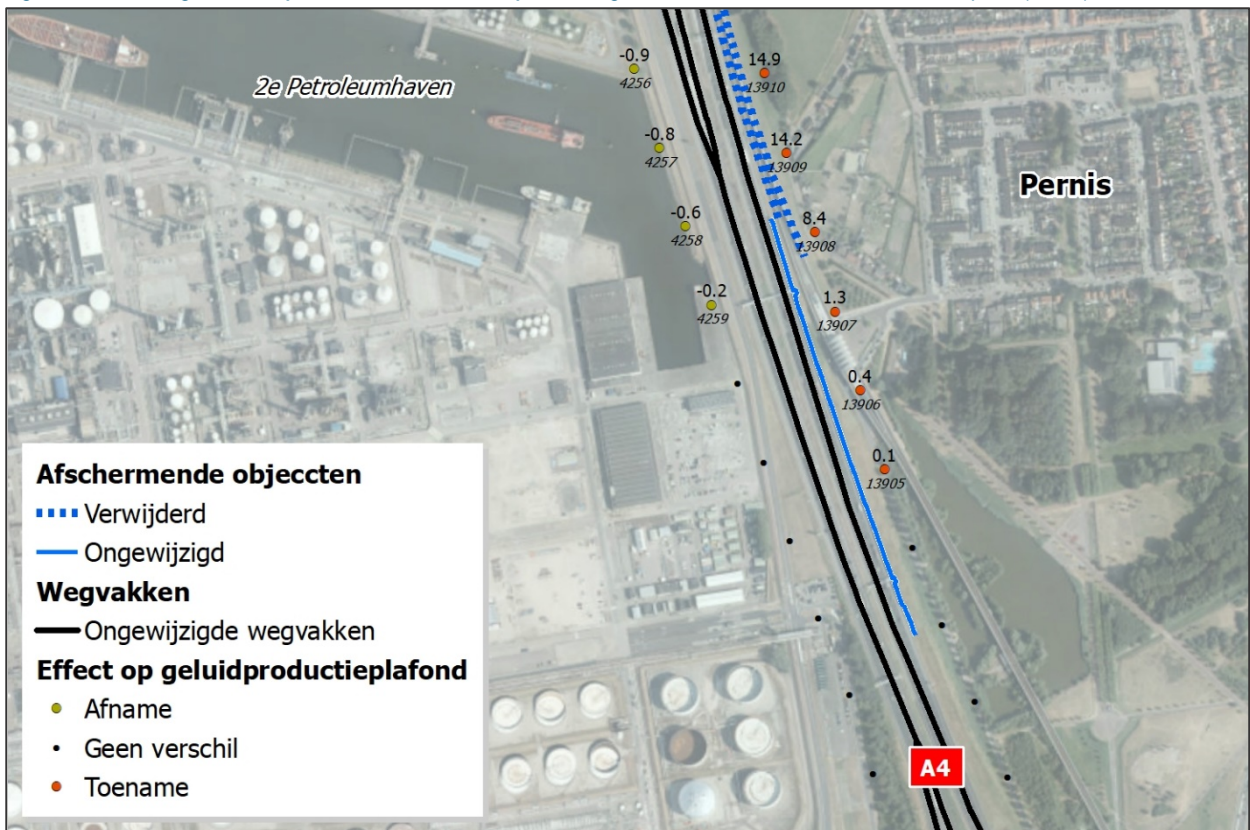 -0.9
4256
14.9
13910
2e Petroleumhaven
-0.8
4257
14.2
13909
Pernis
-0.6
4258
8.4
13908
-0.2
4259
1.3
13907
0.4
13906
0.1
13905
Afschermende objeccten
Verwijderd
Ongewijzigd
Wegvakken
Ongewijzigde wegvakken
Effect op geluidproductieplafond
Afname
Geen verschil
Toename
A4